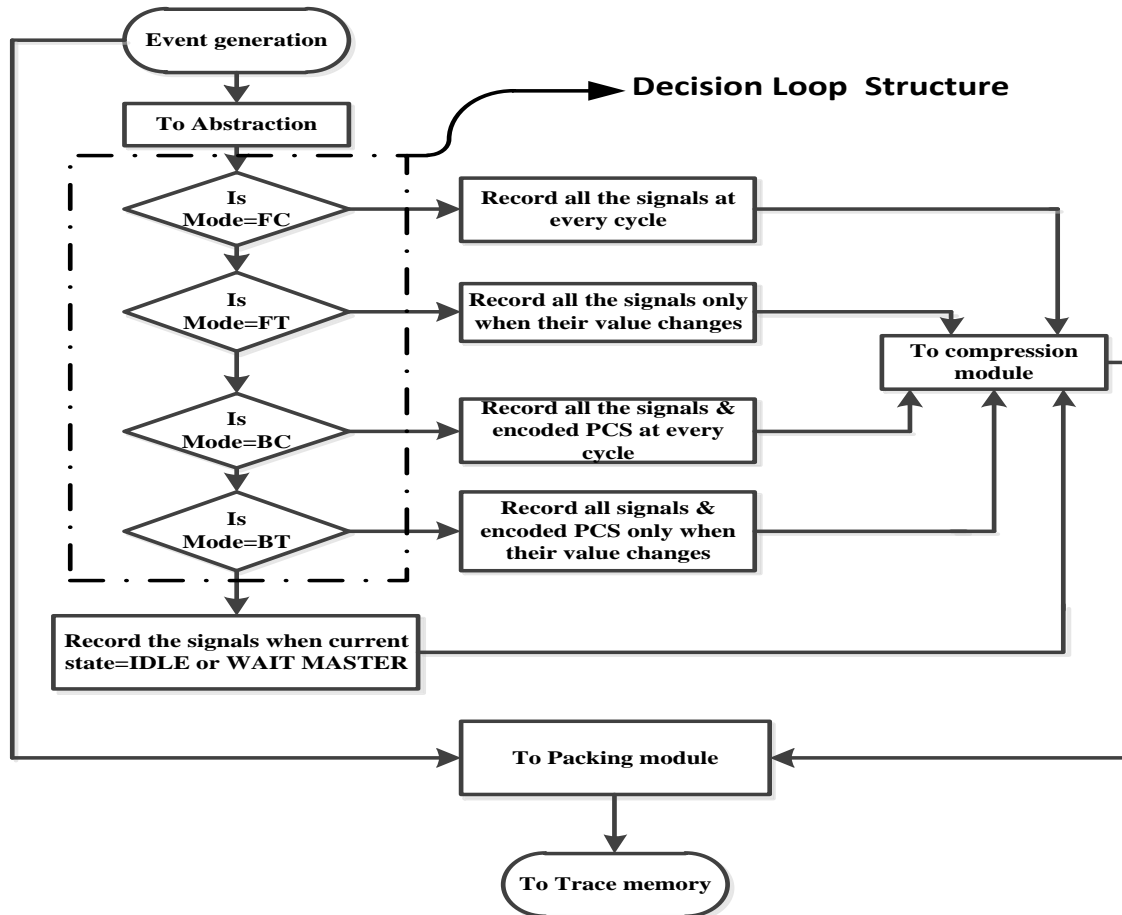 Event generation
Decision Loop Structure
To Abstraction
Is
Mode=FC
Record all the signals at
every cycle
Is
Mode=FT
Record all the signals only
when their value changes
To compression
module
Is
Mode=BC
Record all the signals &
encoded PCS at every
cycle
Is
Mode=BT
Record all signals &
encoded PCS only when
their value changes
Record the signals when current
state=IDLE or WAIT MASTER
To Packing module
To Trace memory